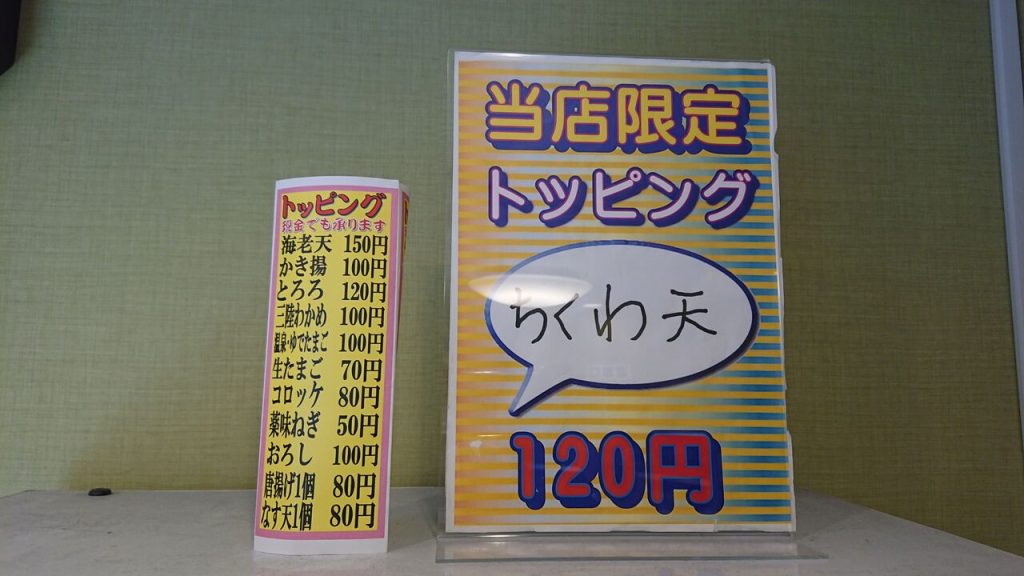 トッピング
現金でも承ります
海老天 150円
かき揚 100円
とろろ 120円
三陸わかめ 100円
温泉・ゆでたまご 100円
生たまご 70円
コロッケ 80円
薬味ねぎ 50円
おろし 100円
唐揚げ1個 80円
なす天1個 80円
当店限定
トッピング
ちくわ天
120円